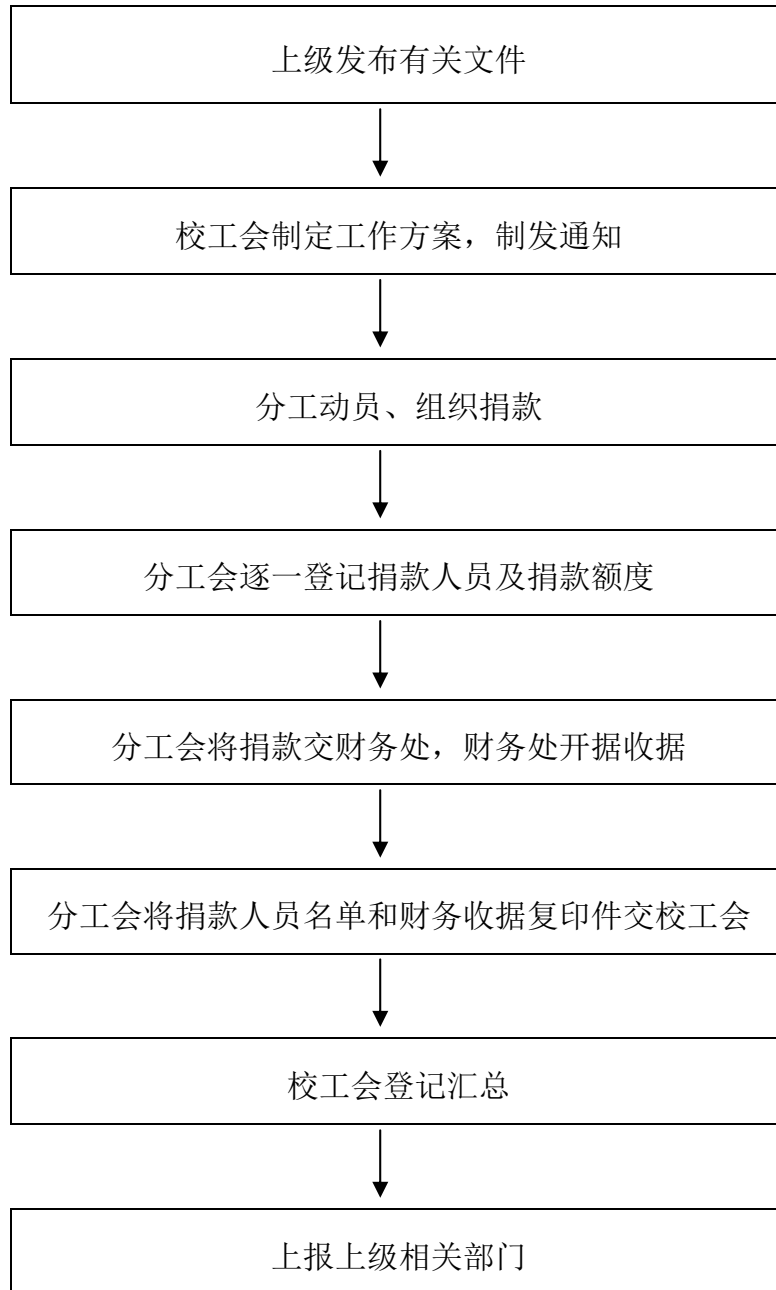 上级发布有关文件
校工会制定工作方案，制发通知
分工动员、组织捐款
分工会逐一登记捐款人员及捐款额度
分工会将捐款交财务处，财务处开据收据
分工会将捐款人员名单和财务收据复印件交校工会
校工会登记汇总
上报上级相关部门